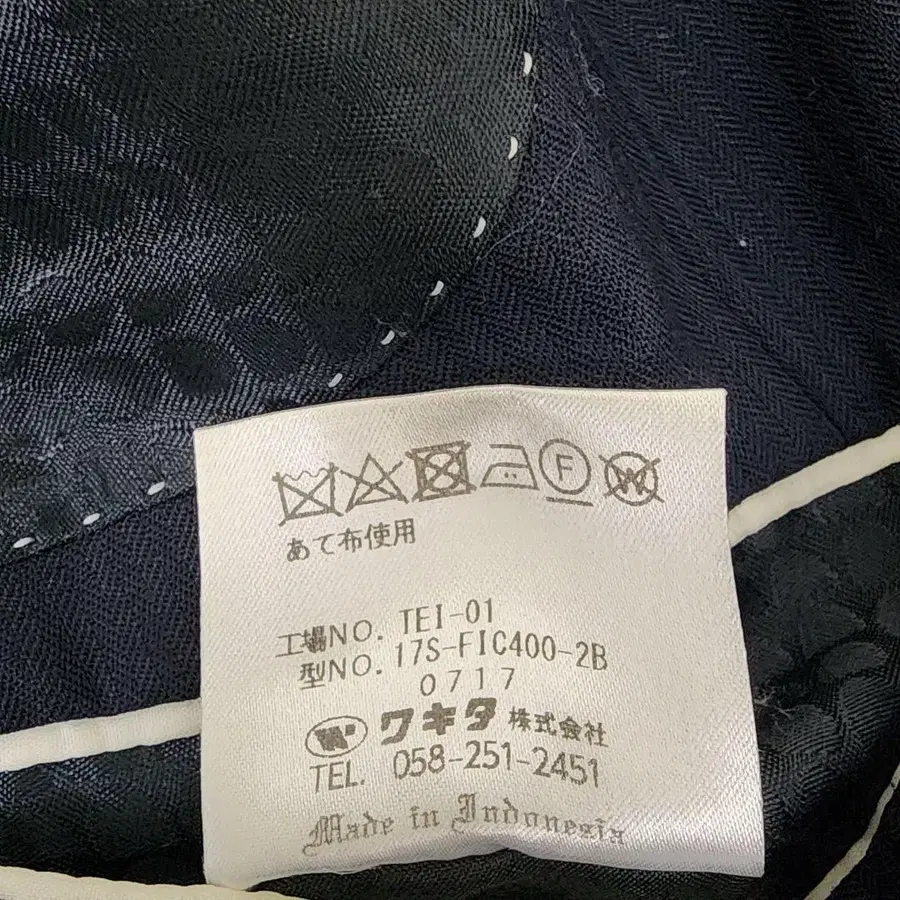 F W
あて布使用
工場NO. TEI-01
型NO. 17S-FIC400-2B
0717
ワキタ 株式会社
TEL. 058-251-2451
Made in Indonesia